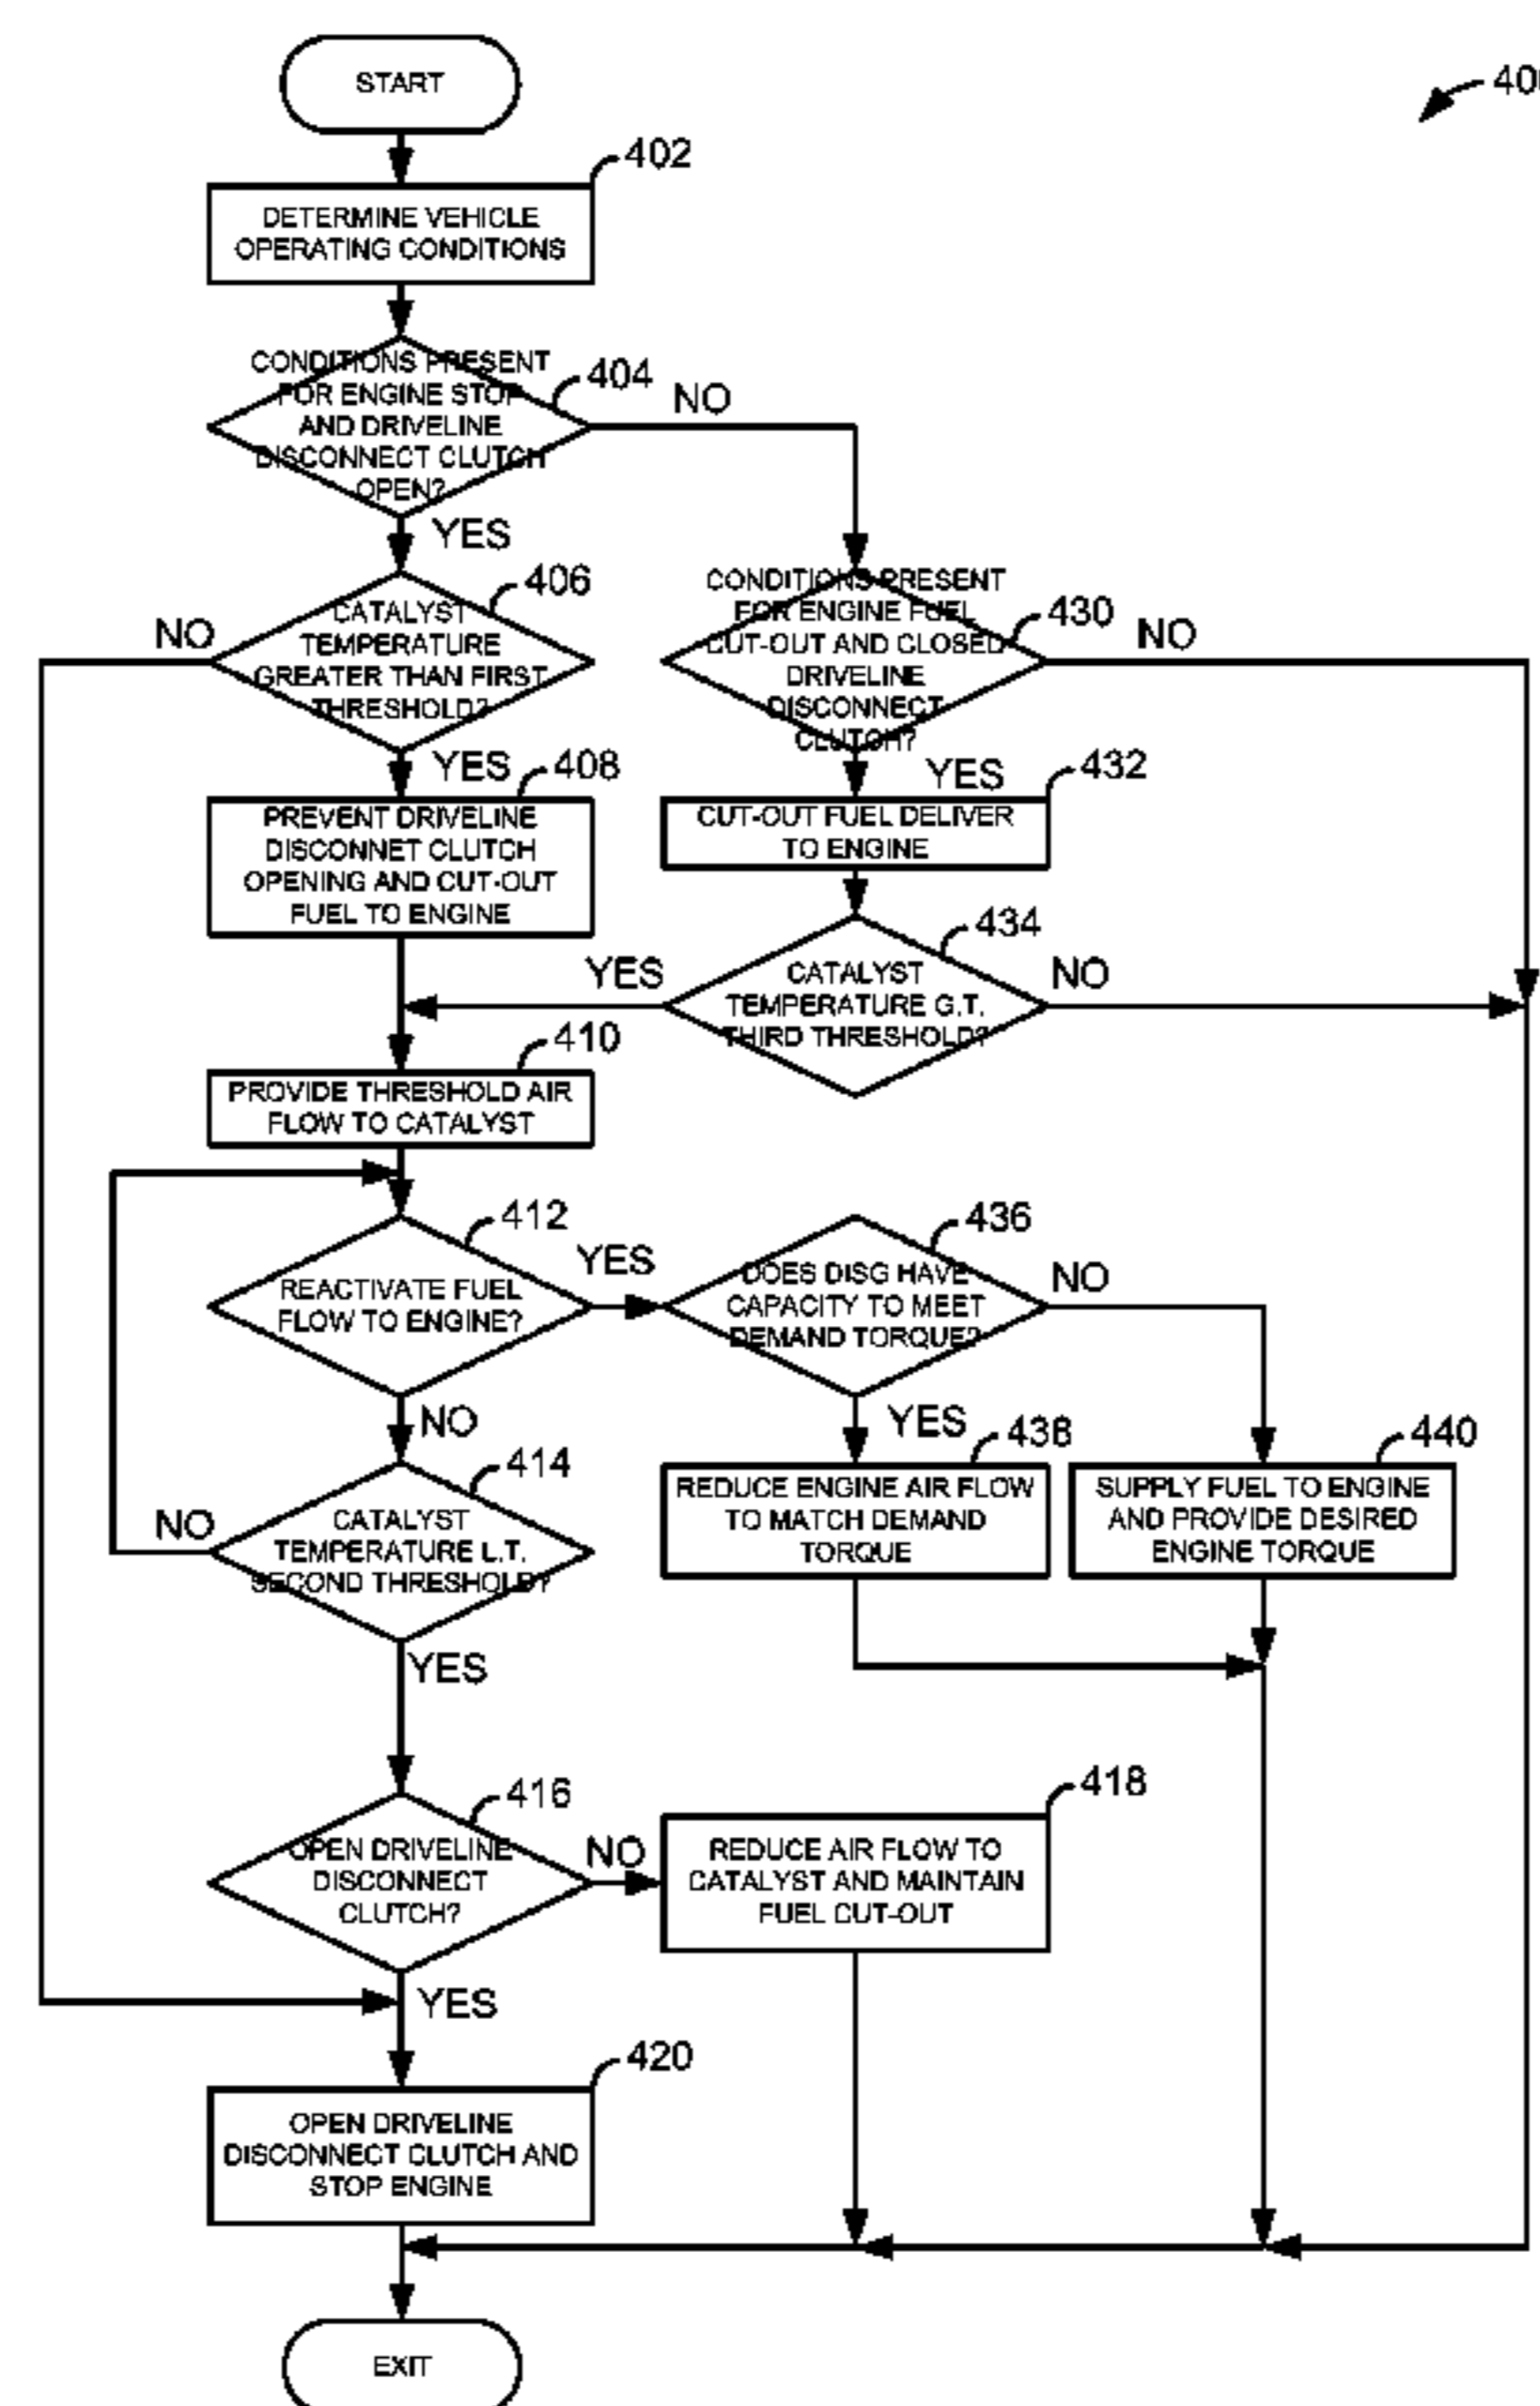 START
400
402
DETERMINE VEHICLE
OPERATING CONDITIONS
CONDITIONS PRESENT
FOR ENGINE STOP
AND DRIVELINE
DISCONNECT CLUTCH
OPEN?
404
NO
YES
406
CATALYST
TEMPERATURE
GREATER THAN FIRST
THRESHOLD?
NO
CONDITIONS PRESENT
FOR ENGINE FUEL
CUT-OUT AND CLOSED
DRIVELINE
DISCONNECT
CLUTCH?
430
NO
YES
408
PREVENT DRIVELINE
DISCONNET CLUTCH
OPENING AND CUT-OUT
FUEL TO ENGINE
YES
432
CUT-OUT FUEL DELIVER
TO ENGINE
434
YES
CATALYST
TEMPERATURE G.T.
THIRD THRESHOLD?
NO
410
PROVIDE THRESHOLD AIR
FLOW TO CATALYST
412
REACTIVATE FUEL
FLOW TO ENGINE?
YES
436
DOES DISG HAVE
CAPACITY TO MEET
DEMAND TORQUE?
NO
NO
414
CATALYST
TEMPERATURE L.T.
SECOND THRESHOLD?
NO
YES
438
REDUCE ENGINE AIR FLOW
TO MATCH DEMAND
TORQUE
440
SUPPLY FUEL TO ENGINE
AND PROVIDE DESIRED
ENGINE TORQUE
YES
416
OPEN DRIVELINE
DISCONNECT
CLUTCH?
NO
418
REDUCE AIR FLOW TO
CATALYST AND MAINTAIN
FUEL CUT-OUT
YES
420
OPEN DRIVELINE
DISCONNECT CLUTCH AND
STOP ENGINE
EXIT